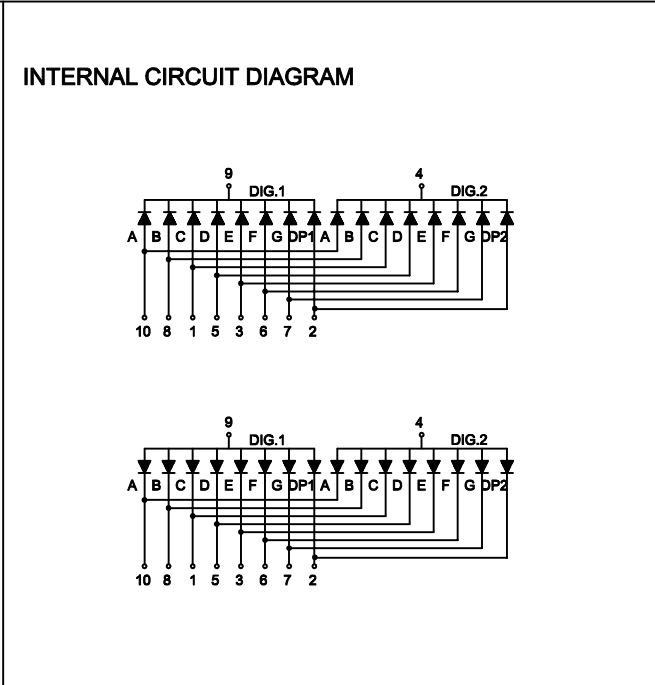 INTERNAL CIRCUIT DIAGRAM
9 4
DIG.1 DIG.2
A B C D E F G DP1 A B C D E F G DP2
10 8 1 5 3 6 7 2
9 4
DIG.1 DIG.2
A B C D E F G DP1 A B C D E F G DP2
10 8 1 5 3 6 7 2